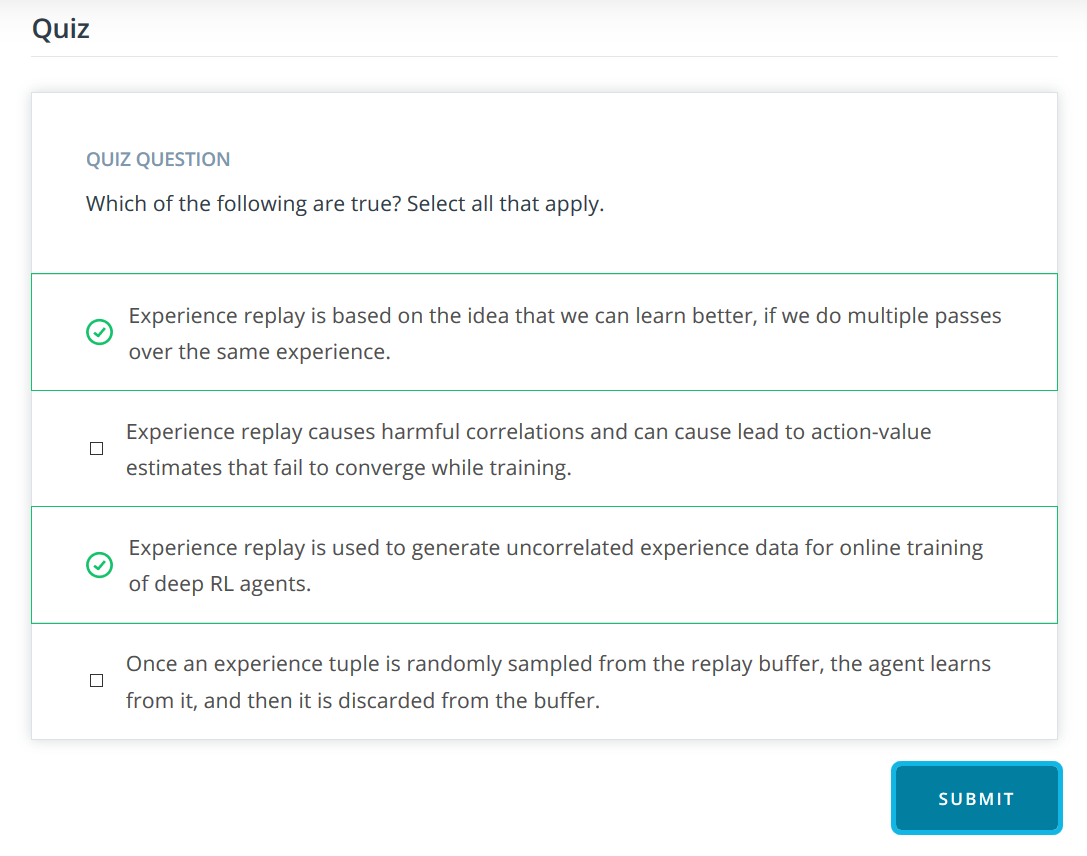 Quiz
QUIZ QUESTION
Which of the following are true? Select all that apply.
Experience replay is based on the idea that we can learn better, if we do multiple passes
over the same experience.
Experience replay causes harmful correlations and can cause lead to action-value
estimates that fail to converge while training.
Experience replay is used to generate uncorrelated experience data for online training
of deep RL agents.
Once an experience tuple is randomly sampled from the replay buffer, the agent learns
from it, and then it is discarded from the buffer.
SUBMIT